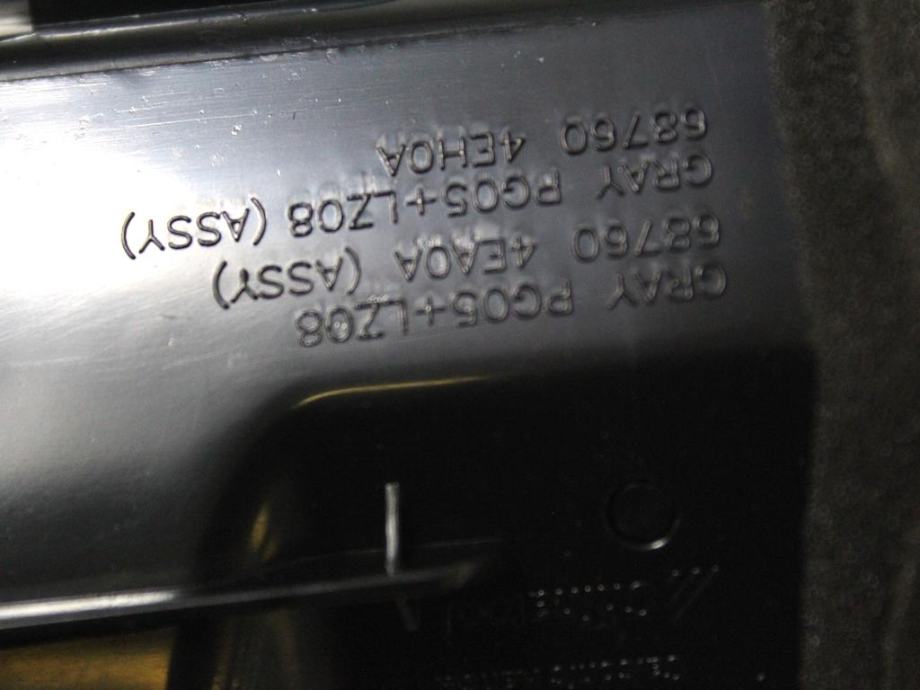 GRAY PG05+LZ08
68760 4EA0A (ASSY)
GRAY PG05+LZ08 (ASSY)
68760 4EH0A